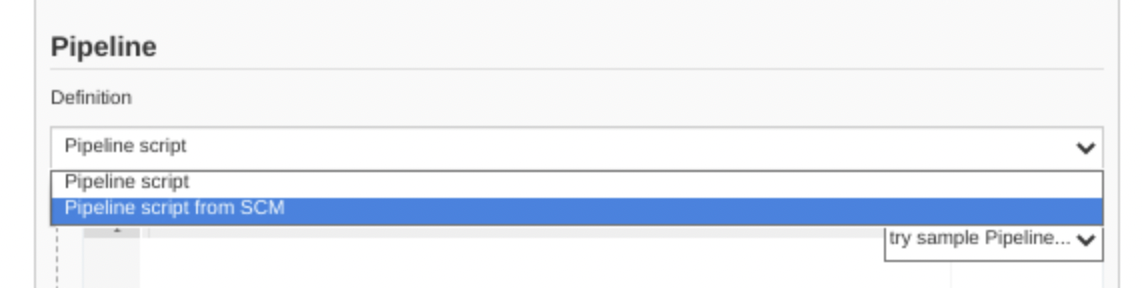 Pipeline
Definition
Pipeline script
Pipeline script
Pipeline script from SCM
try sample Pipeline...